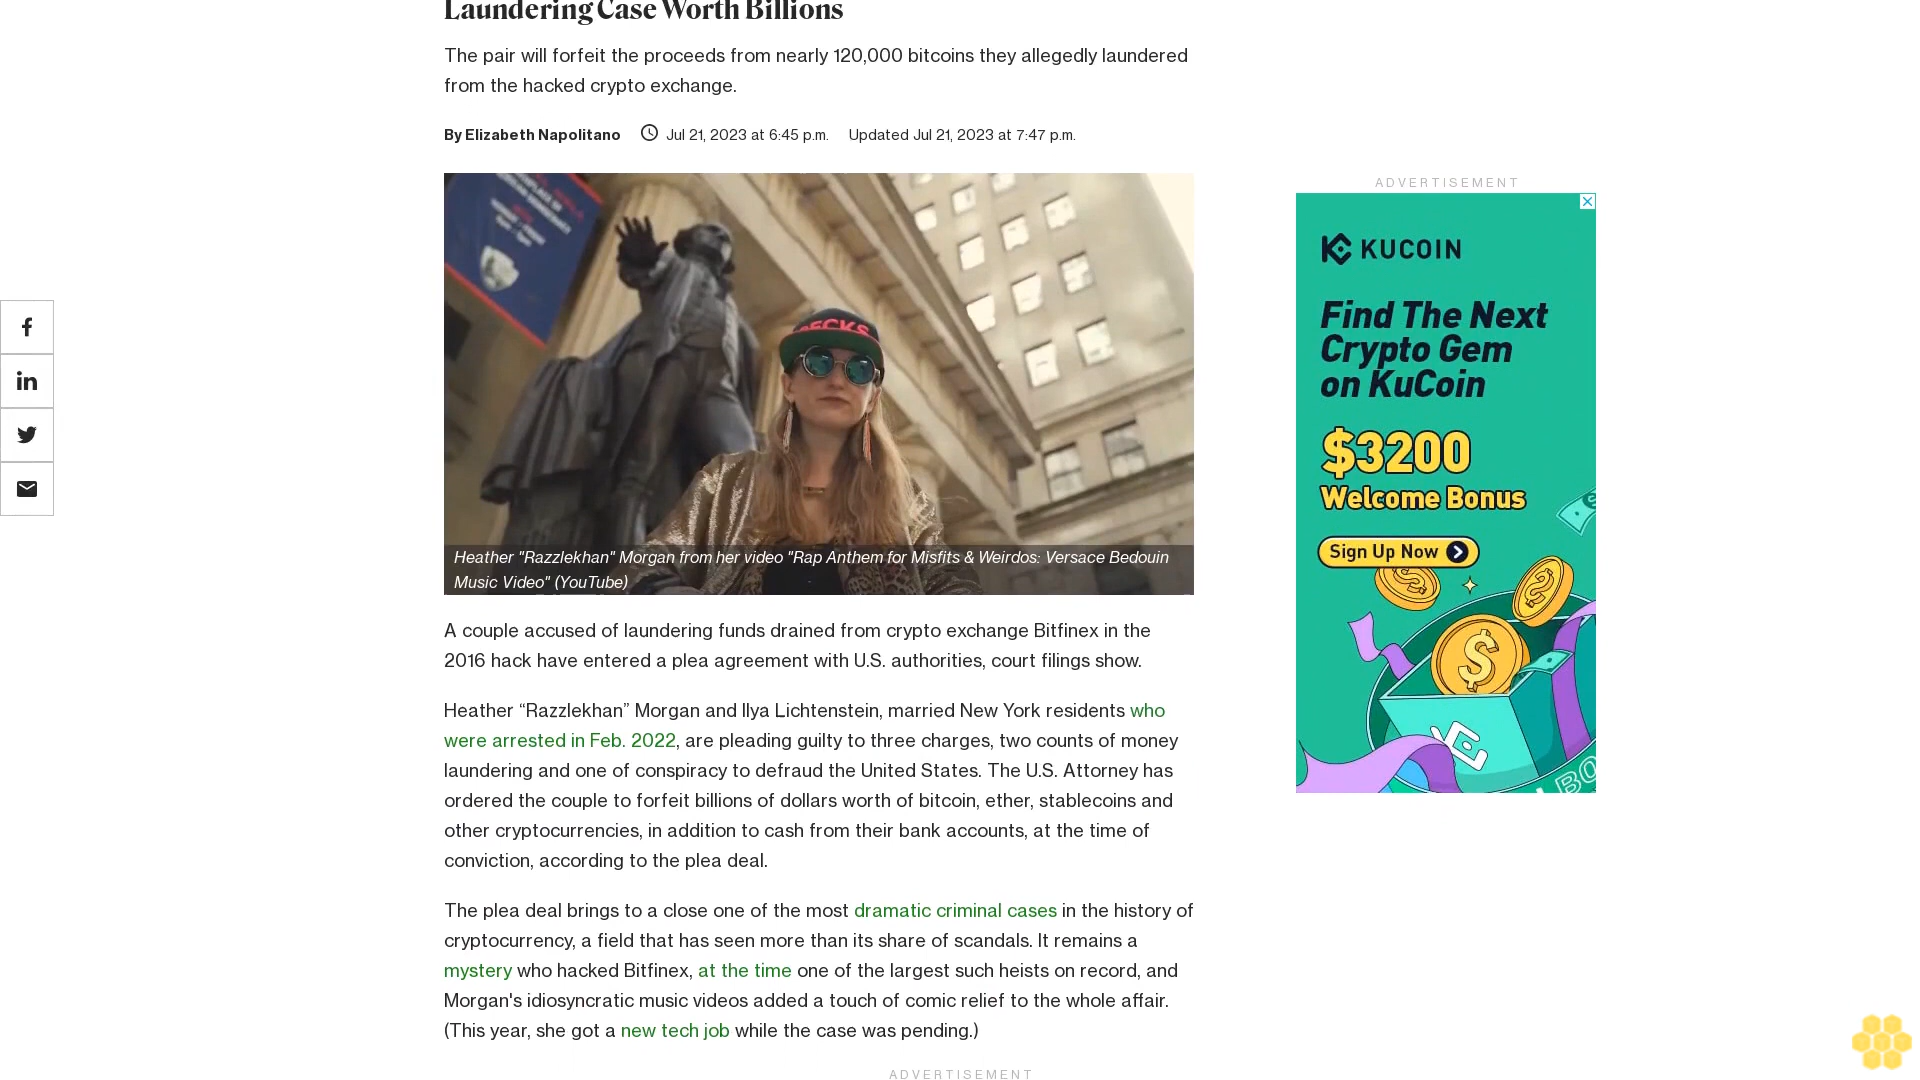 Laundering Case Worth Billions
The pair will forfeit the proceeds from nearly 120,000 bitcoins they allegedly laundered
from the hacked crypto exchange.
By Elizabeth Napolitano Jul 21, 2023 at 6:45 p.m. Updated Jul 21, 2023 at 7:47 p.m.
Heather "Razzlekhan" Morgan from her video "Rap Anthem for Misfits & Weirdos: Versace Bedouin
Music Video" (YouTube)
A couple accused of laundering funds drained from crypto exchange Bitfinex in the
2016 hack have entered a plea agreement with U.S. authorities, court filings show.
Heather “Razzlekhan” Morgan and Ilya Lichtenstein, married New York residents who
were arrested in Feb. 2022, are pleading guilty to three charges, two counts of money
laundering and one of conspiracy to defraud the United States. The U.S. Attorney has
ordered the couple to forfeit billions of dollars worth of bitcoin, ether, stablecoins and
other cryptocurrencies, in addition to cash from their bank accounts, at the time of
conviction, according to the plea deal.
The plea deal brings to a close one of the most dramatic criminal cases in the history of
cryptocurrency, a field that has seen more than its share of scandals. It remains a
mystery who hacked Bitfinex, at the time one of the largest such heists on record, and
Morgan's idiosyncratic music videos added a touch of comic relief to the whole affair.
(This year, she got a new tech job while the case was pending.)
ADVERTISEMENT
ADVERTISEMENT
KUCOIN
Find The Next
Crypto Gem
on KuCoin
$3200
Welcome Bonus
Sign Up Now